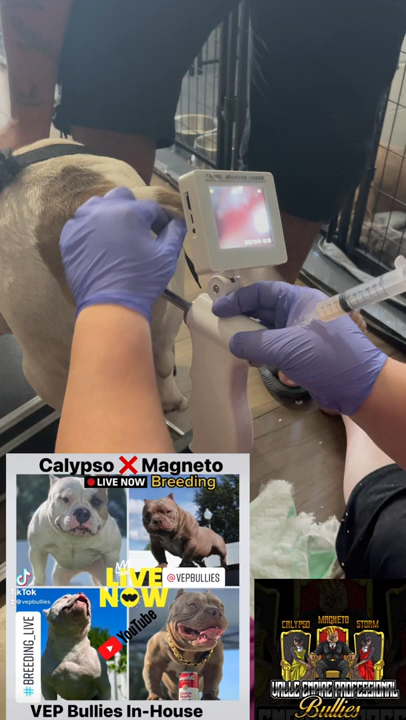 Calypso ❌ Magneto
LIVE NOW Breeding
TikTok
@vepbullies
LIVE
NOW
@VEPBULLIES
YouTube
#BREEDING_LIVE
VEP Bullies In-House
CALYPSO MAGNETO STORM
VALLE EMPIRE PROFESSIONAL
Bullies